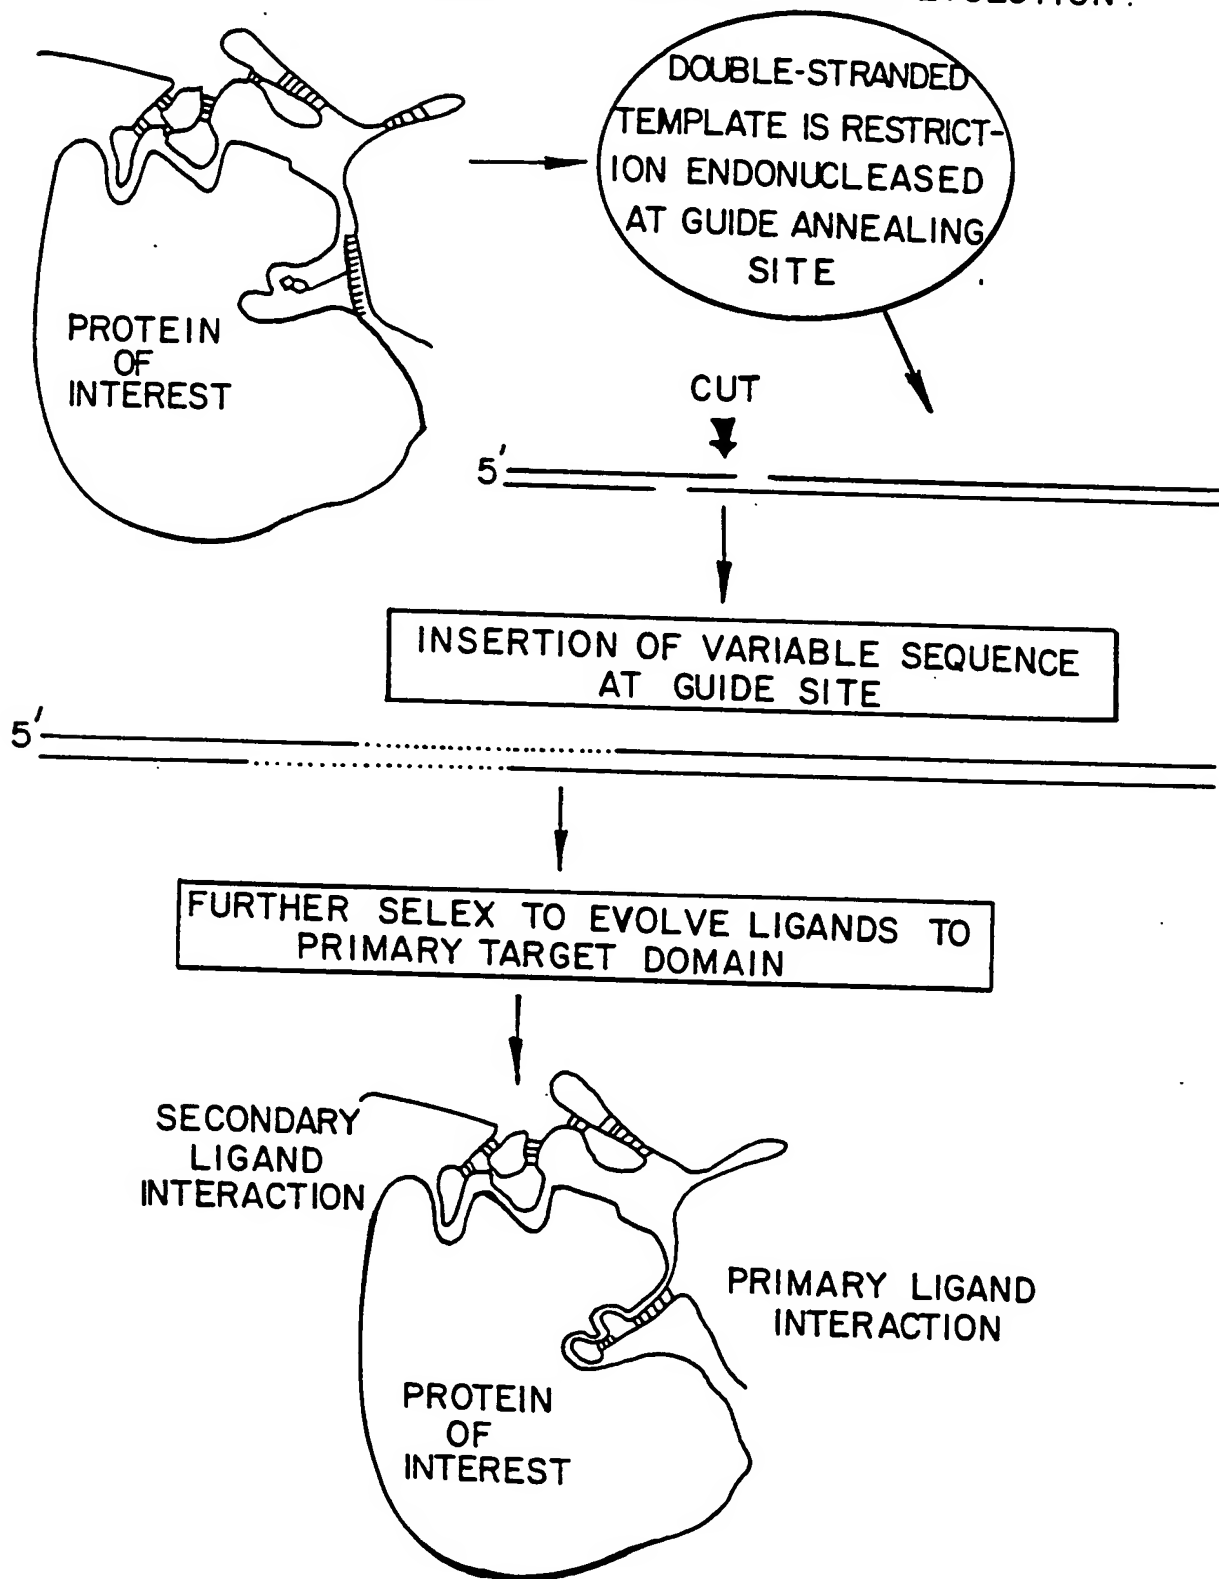 DOUBLE-STRANDED
TEMPLATE IS RESTRICT-
ION ENDONUCLEASED
AT GUIDE ANNEALING
SITE
PROTEIN
OF
INTEREST
CUT
5'
INSERTION OF VARIABLE SEQUENCE
AT GUIDE SITE
5'
FURTHER SELEX TO EVOLVE LIGANDS TO
PRIMARY TARGET DOMAIN
SECONDARY
LIGAND
INTERACTION
PRIMARY LIGAND
INTERACTION
PROTEIN
OF
INTEREST